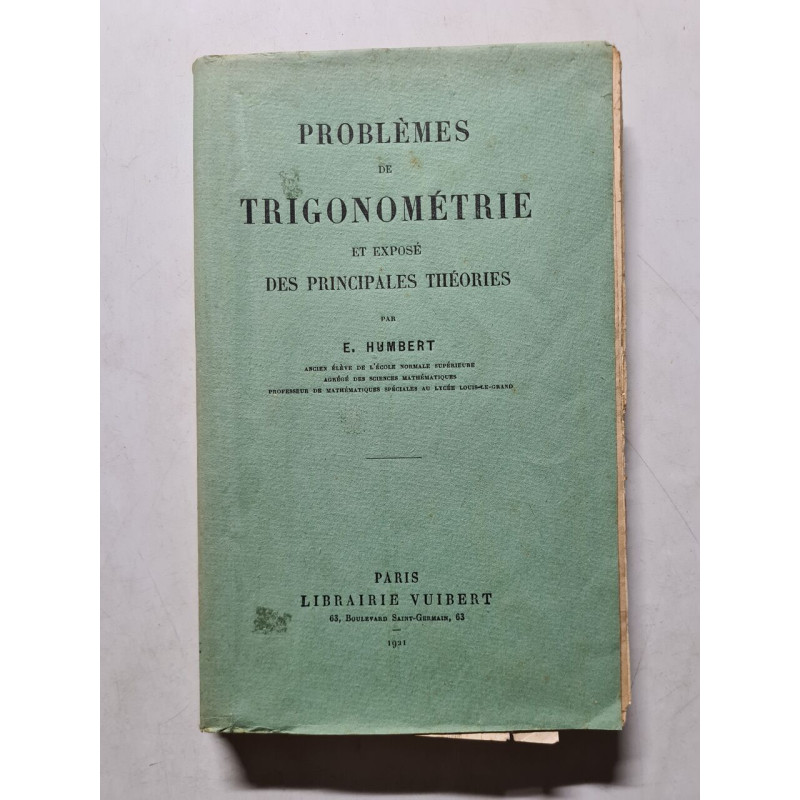 PROBLÈMES
DE
TRIGONOMÉTRIE
ET EXPOSÉ
DES PRINCIPALES THÉORIES
PAR
E. HUMBERT
ANCIEN ÉLÈVE DE L'ÉCOLE NORMALE SUPÉRIEURE
AGRÉGÉ DES SCIENCES MATHÉMATIQUES
PROFESSEUR DE MATHÉMATIQUES SPÉCIALES AU LYCÉE LOUIS-LE-GRAND
PARIS
LIBRAIRIE VUIBERT
63, BOULEVARD SAINT-GERMAIN, 63
1921